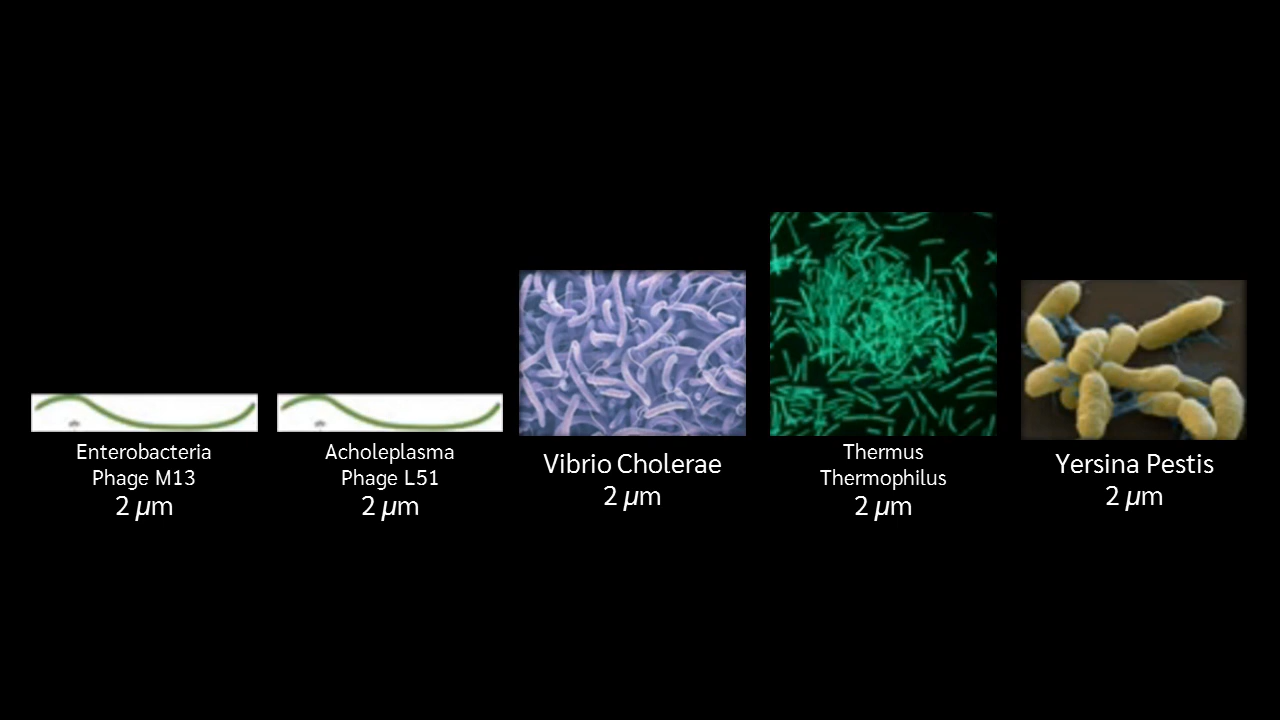 Enterobacteria
Phage M13
2 µm
Acholeplasma
Phage L51
2 µm
Vibrio Cholerae
2 µm
Thermus
Thermophilus
2 µm
Yersina Pestis
2 µm